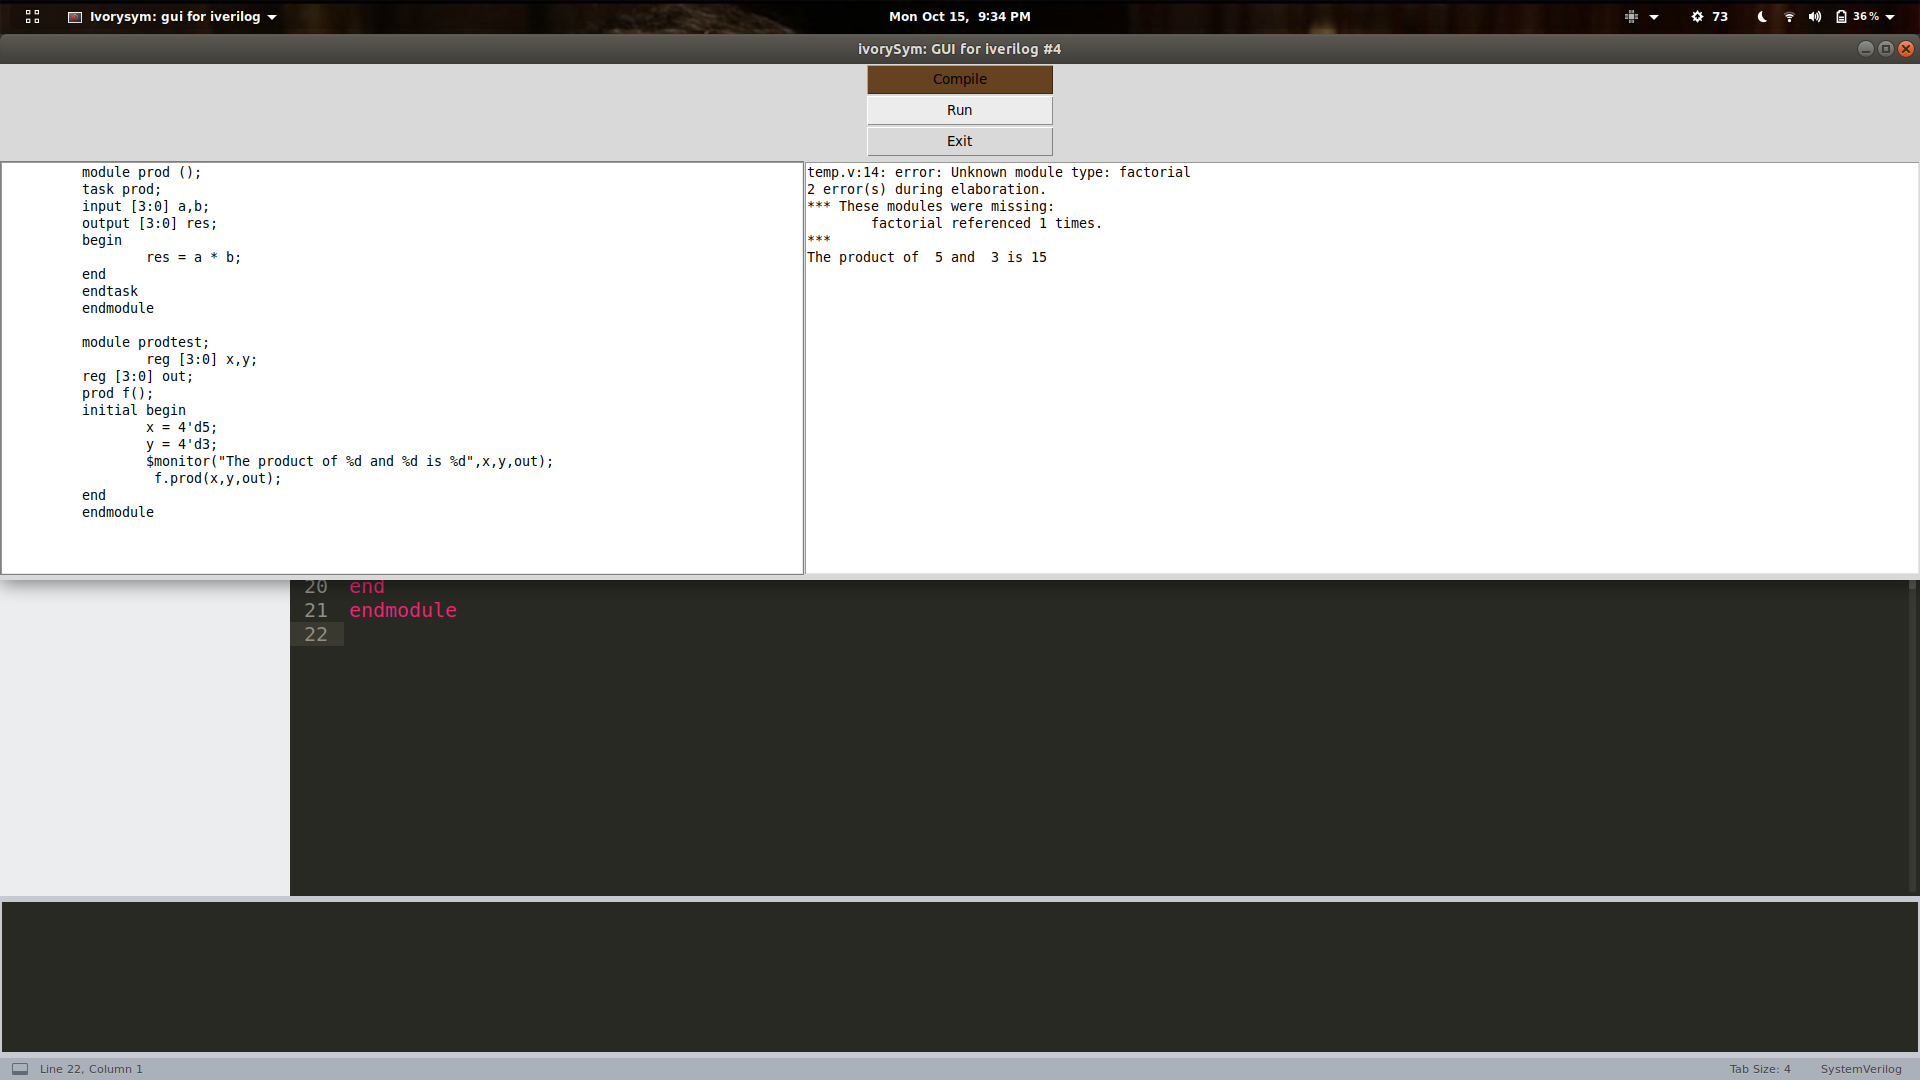 Ivorysym: gui for iverilog
Mon Oct 15, 9:34 PM
73
36%
ivorySym: GUI for iverilog #4
Compile
Run
Exit
module prod ();
task prod;
input [3:0] a,b;
output [3:0] res;
begin
res = a * b;
end
endtask
endmodule
module prodtest;
reg [3:0] x,y;
reg [3:0] out;
prod f();
initial begin
x = 4'd5;
y = 4'd3;
$monitor("The product of %d and %d is %d",x,y,out);
f.prod(x,y,out);
end
endmodule
temp.v:14: error: Unknown module type: factorial
2 error(s) during elaboration.
*** These modules were missing:
factorial referenced 1 times.
***
The product of  5 and  3 is 15
20 end
21 endmodule
22
Line 22, Column 1
Tab Size: 4
SystemVerilog